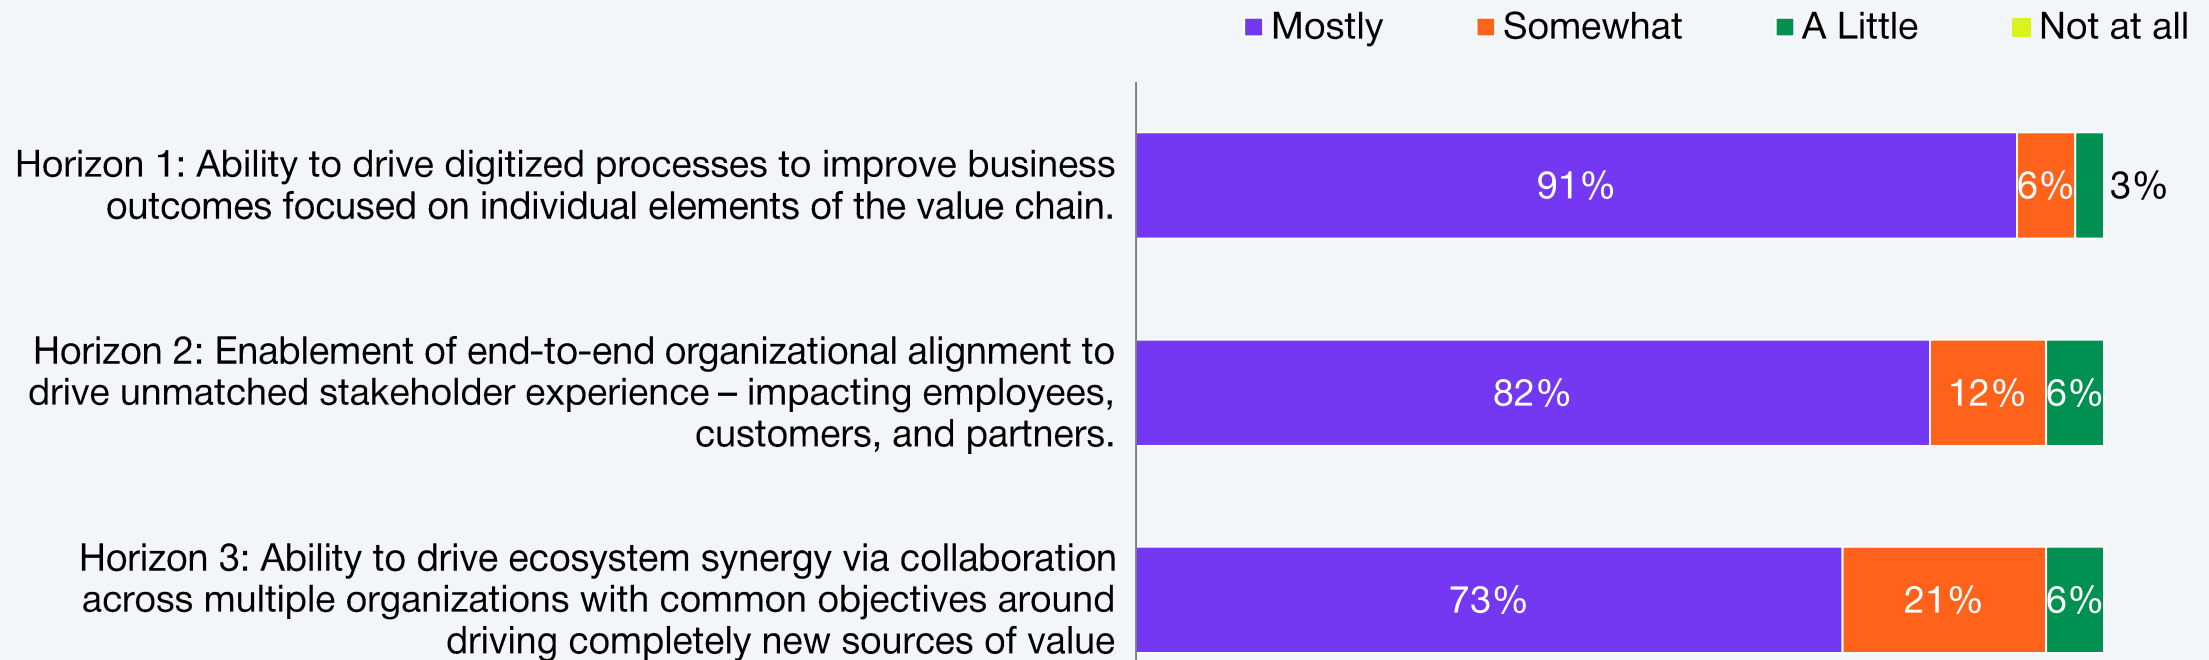 Mostly Somewhat A Little Not at all
Horizon 1: Ability to drive digitized processes to improve business
outcomes focused on individual elements of the value chain.
91% 6% 3%
Horizon 2: Enablement of end-to-end organizational alignment to
drive unmatched stakeholder experience – impacting employees,
customers, and partners.
82% 12% 6%
Horizon 3: Ability to drive ecosystem synergy via collaboration
across multiple organizations with common objectives around
driving completely new sources of value
73% 21% 6%